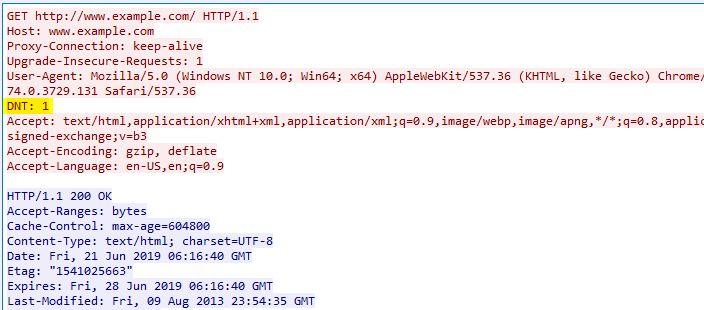 GET http://www.example.com/ HTTP/1.1
Host: www.example.com
Proxy-Connection: keep-alive
Upgrade-Insecure-Requests: 1
User-Agent: Mozilla/5.0 (Windows NT 10.0; Win64; x64) AppleWebKit/537.36 (KHTML, like Gecko) Chrome/
74.0.3729.131 Safari/537.36
DNT: 1
Accept: text/html,application/xhtml+xml,application/xml;q=0.9,image/webp,image/apng,*/*;q=0.8,applic
signed-exchange;v=b3
Accept-Encoding: gzip, deflate
Accept-Language: en-US,en;q=0.9
HTTP/1.1 200 OK
Accept-Ranges: bytes
Cache-Control: max-age=604800
Content-Type: text/html; charset=UTF-8
Date: Fri, 21 Jun 2019 06:16:40 GMT
Etag: "1541025663"
Expires: Fri, 28 Jun 2019 06:16:40 GMT
Last-Modified: Fri, 09 Aug 2013 23:54:35 GMT